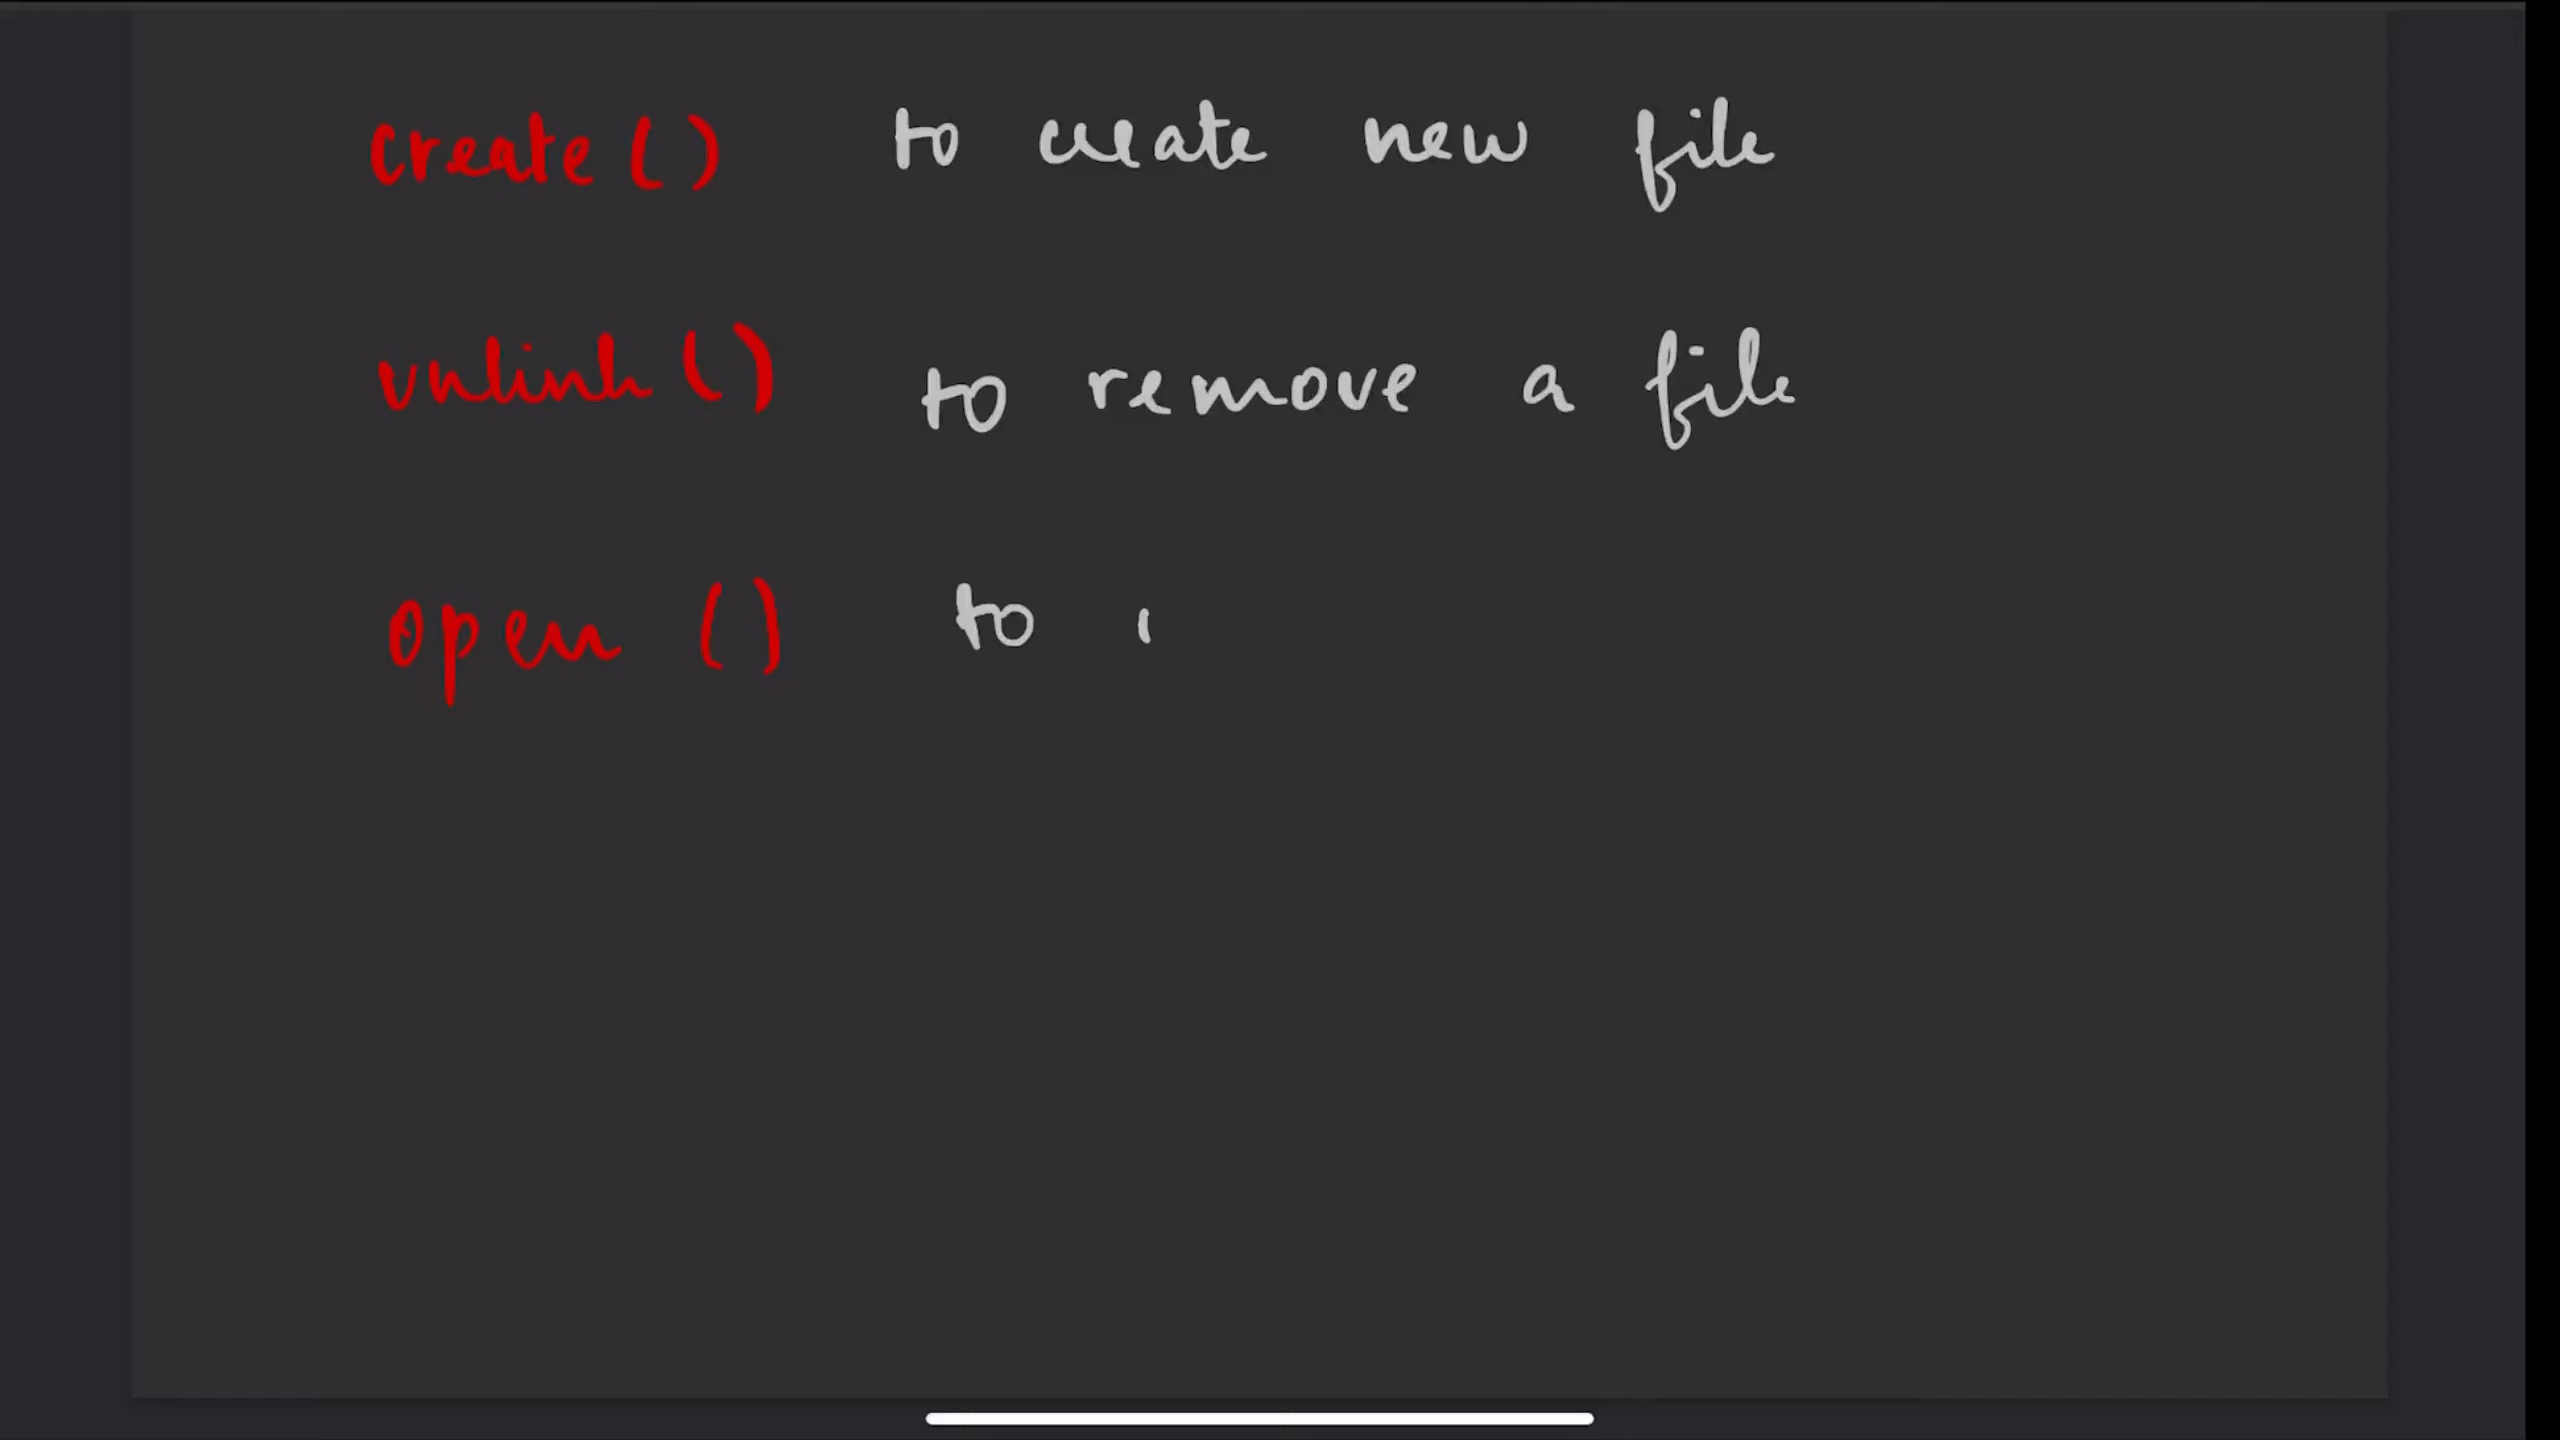 create () to create new file
unlink () to remove a file
open () to